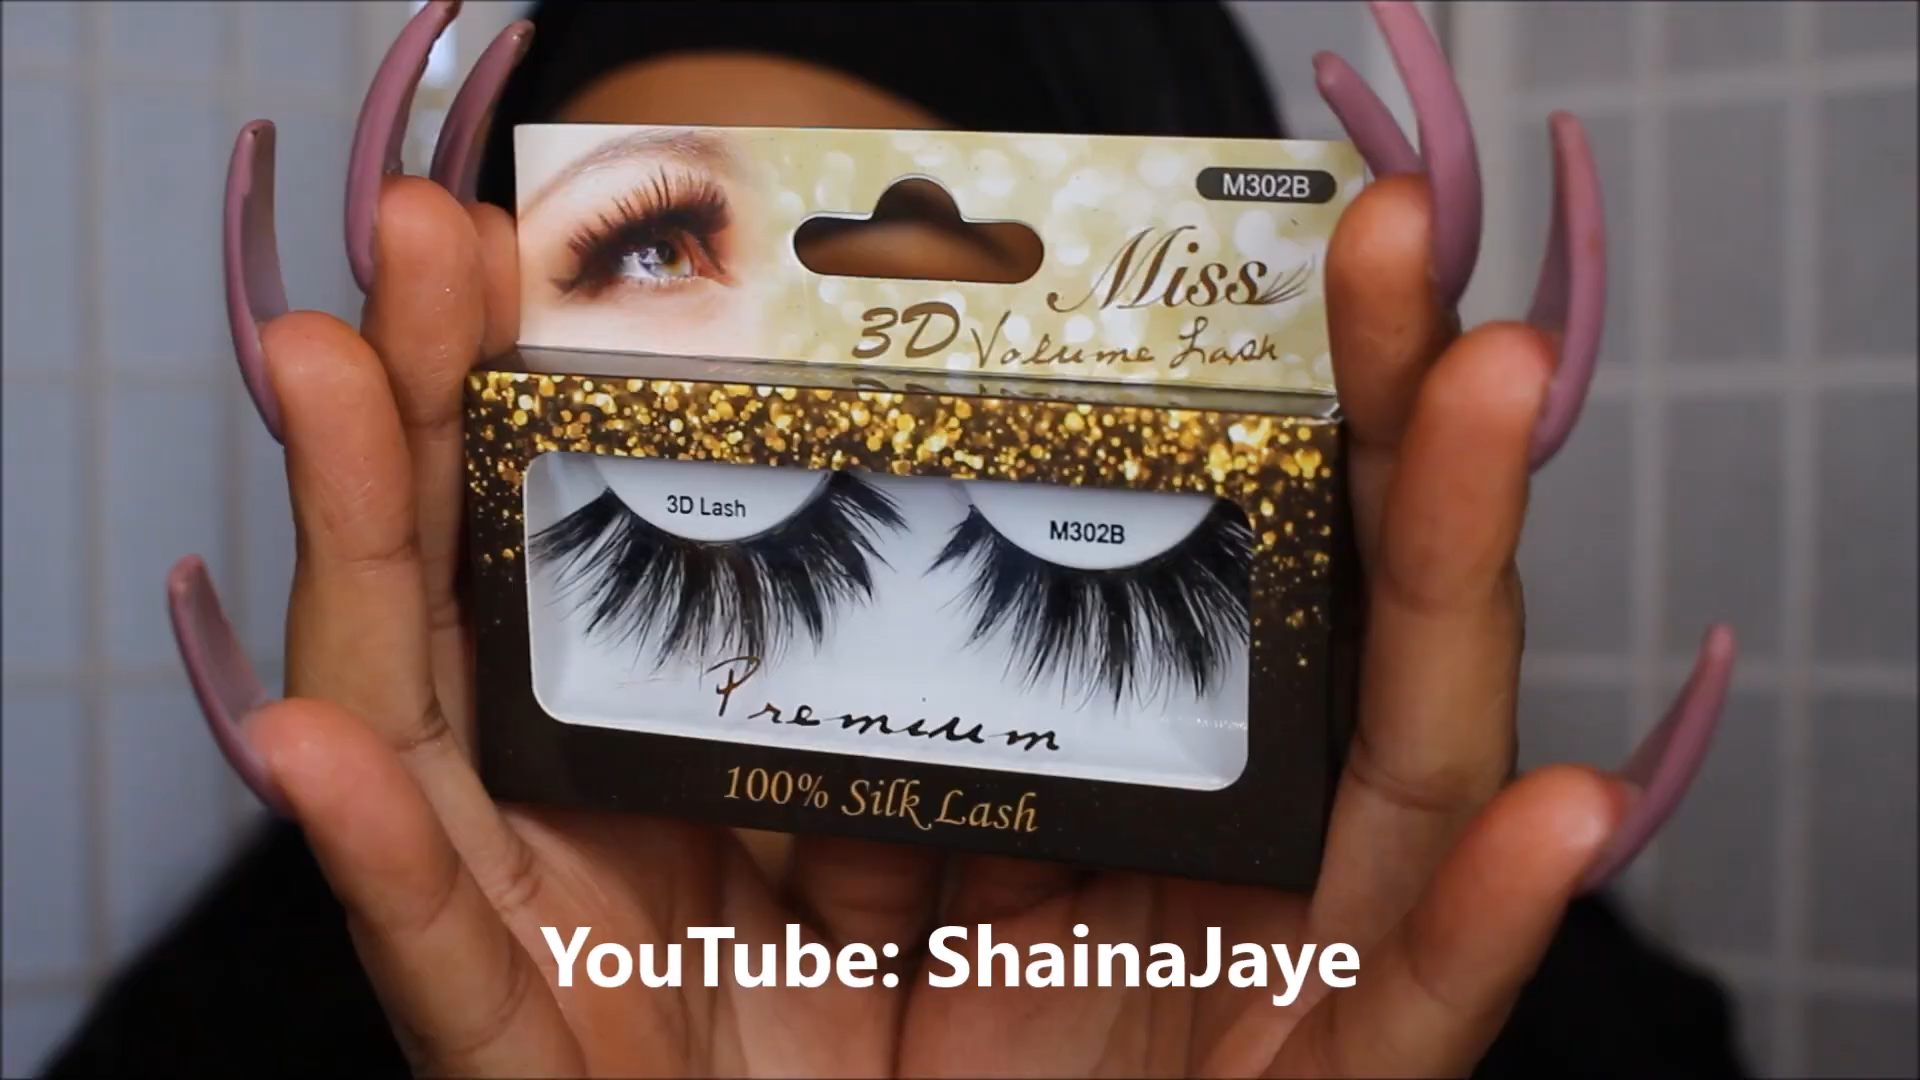 M302B
Miss
3D Volume Lash
3D Lash
M302B
Premium
100% Silk Lash
YouTube: ShainaJaye